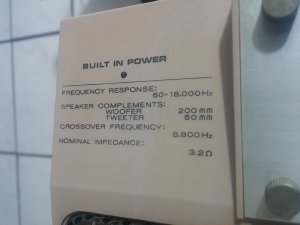 BUILT IN POWER
FREQUENCY RESPONSE:
60-18,000Hz
SPEAKER COMPLEMENTS:
WOOFER 200mm
TWEETER 50mm
CROSSOVER FREQUENCY:
8,800Hz
NOMINAL IMPEDANCE:
3.2Ω